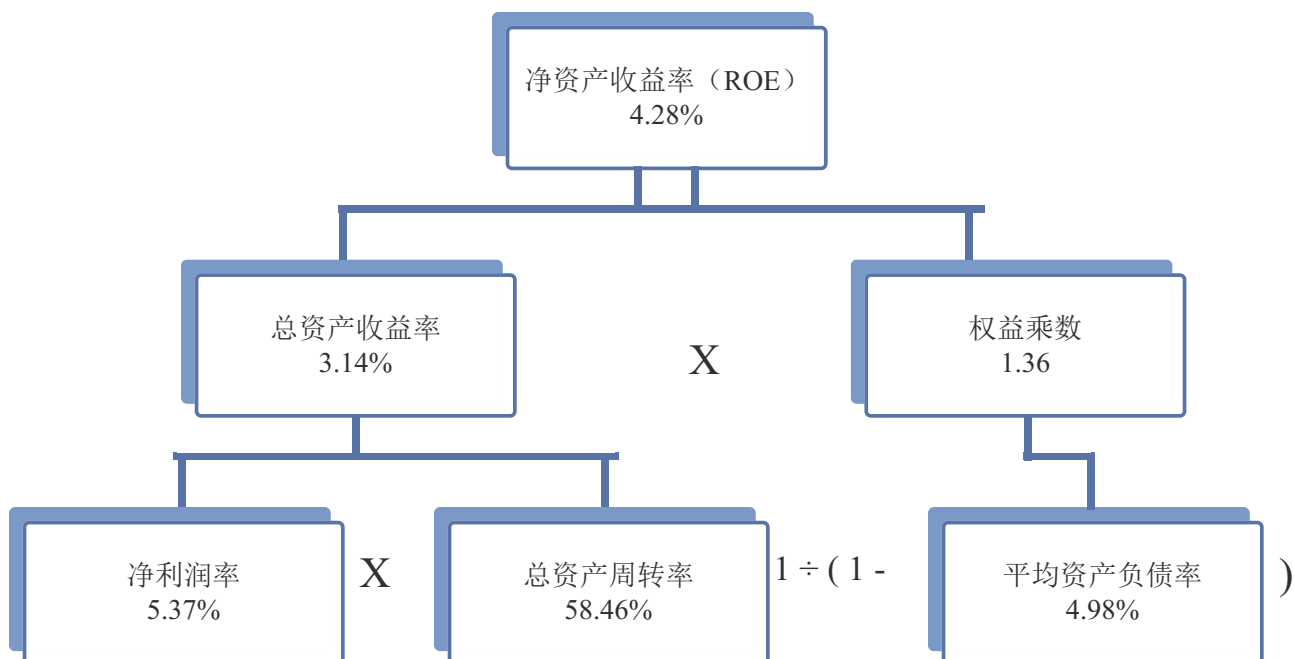 净资产收益率（ROE）
4.28%
总资产收益率
3.14%
X
权益乘数
1.36
净利润率
5.37%
X
总资产周转率
58.46%
1 ÷ ( 1 -
平均资产负债率
4.98%
)